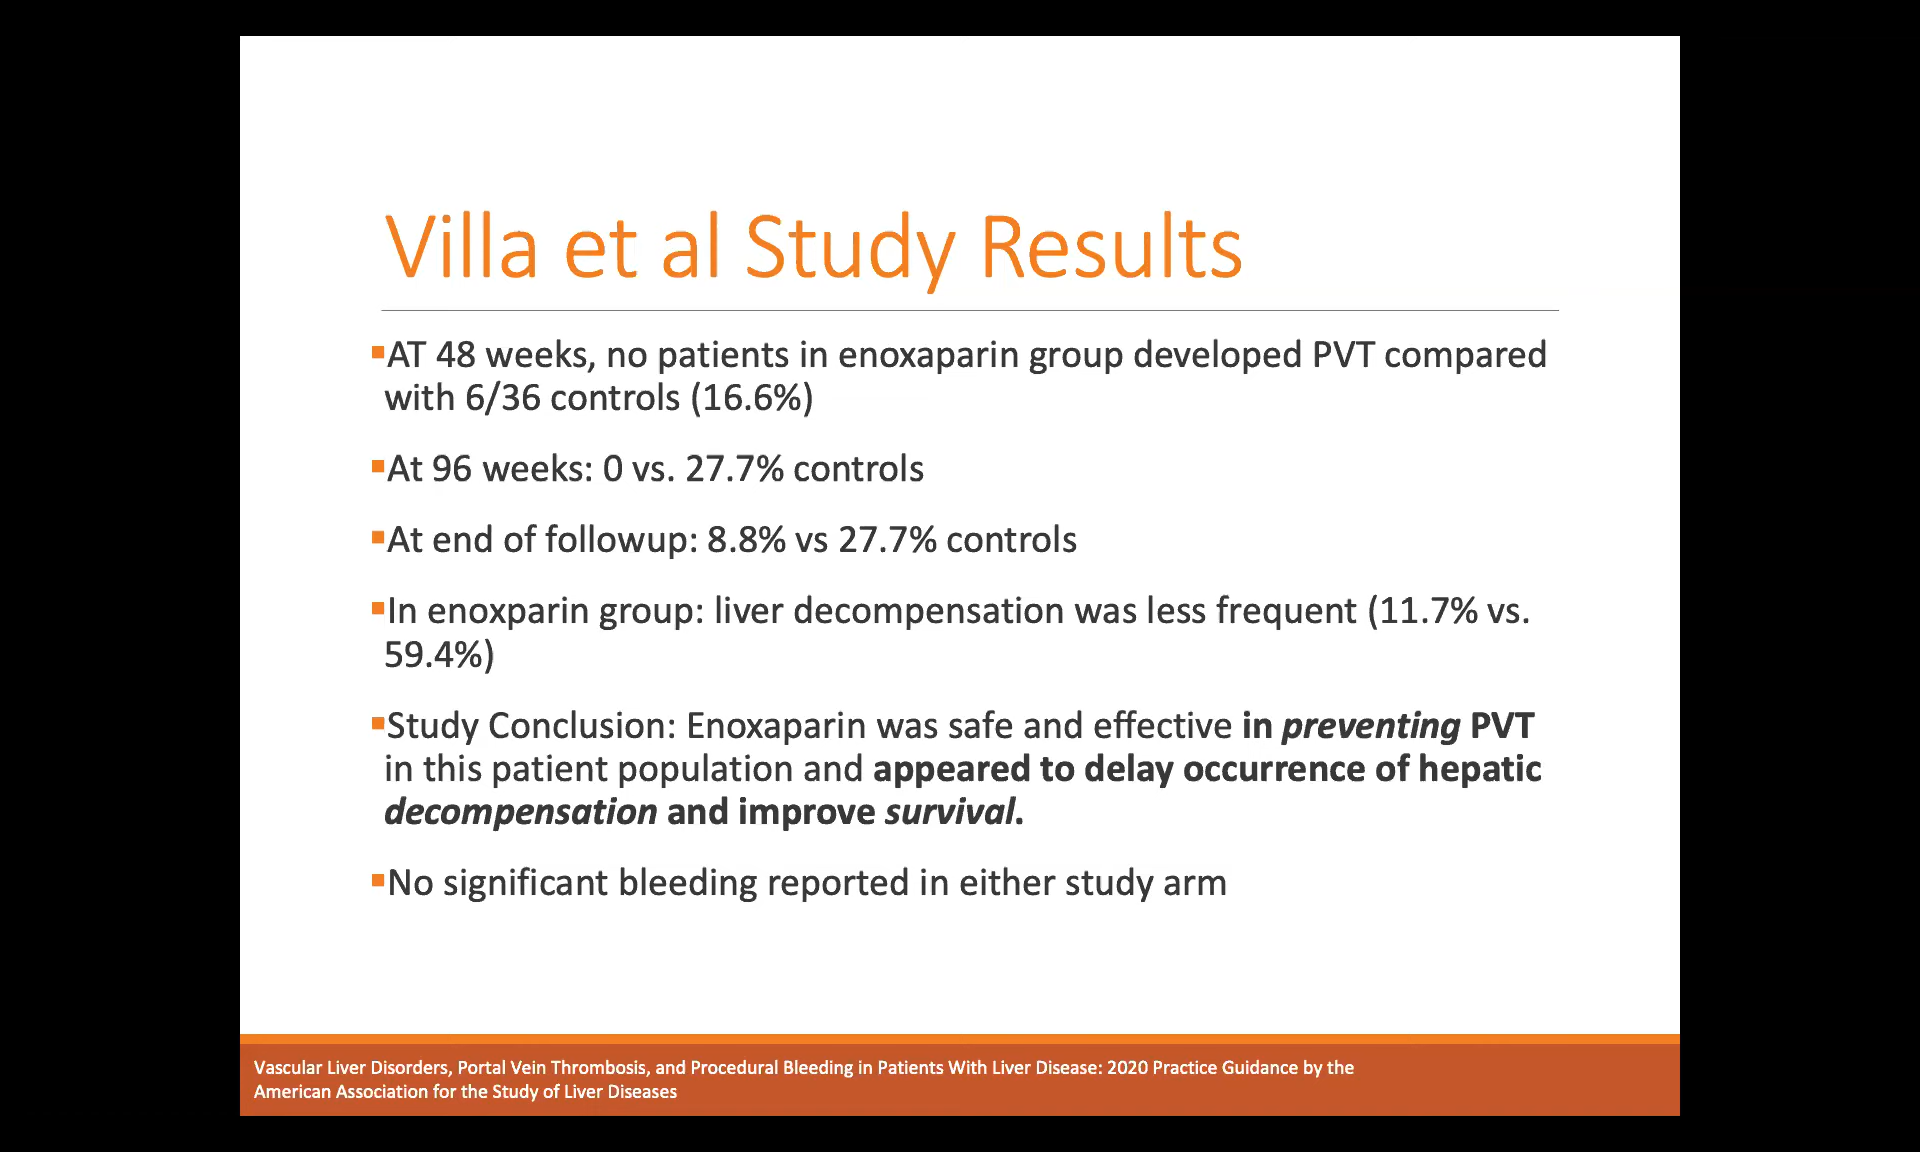 Villa et al Study Results
▪AT 48 weeks, no patients in enoxaparin group developed PVT compared
with 6/36 controls (16.6%)
▪At 96 weeks: 0 vs. 27.7% controls
▪At end of followup: 8.8% vs 27.7% controls
▪In enoxparin group: liver decompensation was less frequent (11.7% vs.
59.4%)
▪Study Conclusion: Enoxaparin was safe and effective in preventing PVT
in this patient population and appeared to delay occurrence of hepatic
decompensation and improve survival.
▪No significant bleeding reported in either study arm
Vascular Liver Disorders, Portal Vein Thrombosis, and Procedural Bleeding in Patients With Liver Disease: 2020 Practice Guidance by the
American Association for the Study of Liver Diseases